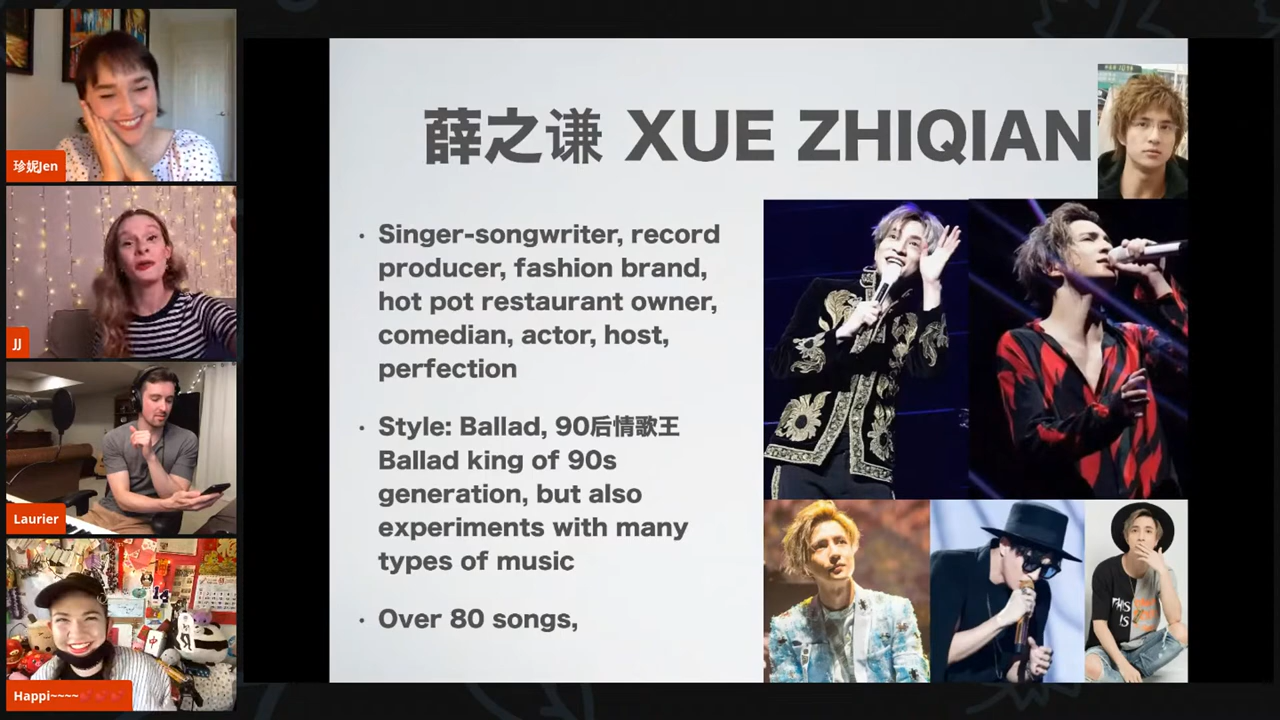 珍妮Jen
JJ
Laurier
Happi~~~~
薛之谦 XUE ZHIQIAN
• Singer-songwriter, record
producer, fashion brand,
hot pot restaurant owner,
comedian, actor, host,
perfection
• Style: Ballad, 90后情歌王
Ballad king of 90s
generation, but also
experiments with many
types of music
• Over 80 songs,
THIS
IS